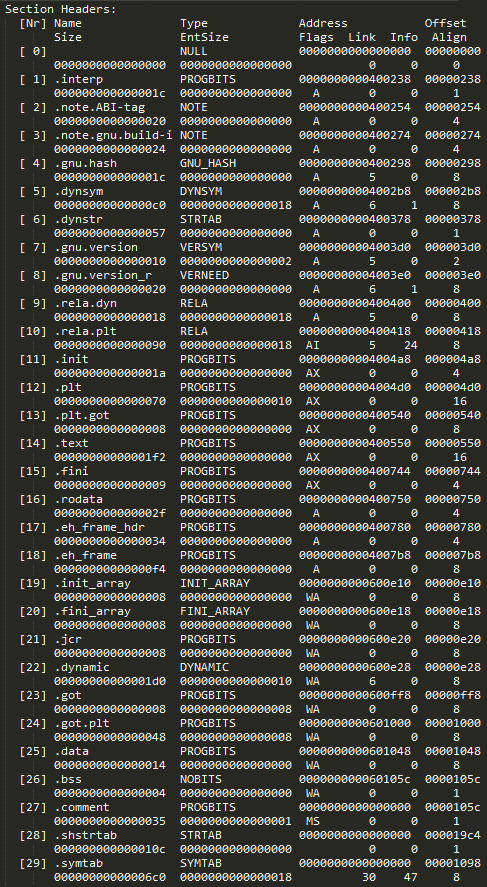 Section Headers:
  [Nr] Name              Type             Address           Offset
       Size              EntSize          Flags  Link  Info  Align
  [ 0]                   NULL             0000000000000000  00000000
       0000000000000000  0000000000000000           0     0     0
  [ 1] .interp           PROGBITS         0000000000400238  00000238
       000000000000001c  0000000000000000   A       0     0     1
  [ 2] .note.ABI-tag     NOTE             0000000000400254  00000254
       0000000000000020  0000000000000000   A       0     0     4
  [ 3] .note.gnu.build-i NOTE             0000000000400274  00000274
       0000000000000024  0000000000000000   A       0     0     4
  [ 4] .gnu.hash         GNU_HASH         0000000000400298  00000298
       000000000000001c  0000000000000000   A       5     0     8
  [ 5] .dynsym           DYNSYM           00000000004002b8  000002b8
       00000000000000c0  0000000000000018   A       6     1     8
  [ 6] .dynstr           STRTAB           0000000000400378  00000378
       0000000000000057  0000000000000000   A       0     0     1
  [ 7] .gnu.version      VERSYM           00000000004003d0  000003d0
       0000000000000010  0000000000000002   A       5     0     2
  [ 8] .gnu.version_r    VERNEED          00000000004003e0  000003e0
       0000000000000020  0000000000000000   A       6     1     8
  [ 9] .rela.dyn         RELA             0000000000400400  00000400
       0000000000000018  0000000000000018   A       5     0     8
  [10] .rela.plt         RELA             0000000000400418  00000418
       0000000000000090  0000000000000018  AI       5    24     8
  [11] .init             PROGBITS         00000000004004a8  000004a8
       000000000000001a  0000000000000000  AX       0     0     4
  [12] .plt              PROGBITS         00000000004004d0  000004d0
       0000000000000070  0000000000000010  AX       0     0     16
  [13] .plt.got          PROGBITS         0000000000400540  00000540
       0000000000000008  0000000000000000  AX       0     0     8
  [14] .text             PROGBITS         0000000000400550  00000550
       00000000000001f2  0000000000000000  AX       0     0     16
  [15] .fini             PROGBITS         0000000000400744  00000744
       0000000000000009  0000000000000000  AX       0     0     4
  [16] .rodata           PROGBITS         0000000000400750  00000750
       000000000000002f  0000000000000000   A       0     0     4
  [17] .eh_frame_hdr     PROGBITS         0000000000400780  00000780
       0000000000000034  0000000000000000   A       0     0     4
  [18] .eh_frame         PROGBITS         00000000004007b8  000007b8
       00000000000000f4  0000000000000000   A       0     0     8
  [19] .init_array       INIT_ARRAY       0000000000600e10  00000e10
       0000000000000008  0000000000000000  WA       0     0     8
  [20] .fini_array       FINI_ARRAY       0000000000600e18  00000e18
       0000000000000008  0000000000000000  WA       0     0     8
  [21] .jcr              PROGBITS         0000000000600e20  00000e20
       0000000000000008  0000000000000000  WA       0     0     8
  [22] .dynamic          DYNAMIC          0000000000600e28  00000e28
       00000000000001d0  0000000000000010  WA       6     0     8
  [23] .got              PROGBITS         0000000000600ff8  00000ff8
       0000000000000008  0000000000000008  WA       0     0     8
  [24] .got.plt          PROGBITS         0000000000601000  00001000
       0000000000000048  0000000000000008  WA       0     0     8
  [25] .data             PROGBITS         0000000000601048  00001048
       0000000000000014  0000000000000000  WA       0     0     8
  [26] .bss              NOBITS           000000000060105c  0000105c
       0000000000000004  0000000000000000  WA       0     0     1
  [27] .comment          PROGBITS         0000000000000000  0000105c
       0000000000000035  0000000000000001  MS       0     0     1
  [28] .shstrtab         STRTAB           0000000000000000  000019c4
       000000000000010c  0000000000000000           0     0     1
  [29] .symtab           SYMTAB           0000000000000000  00001098
       00000000000006c0  0000000000000018          30    47     8